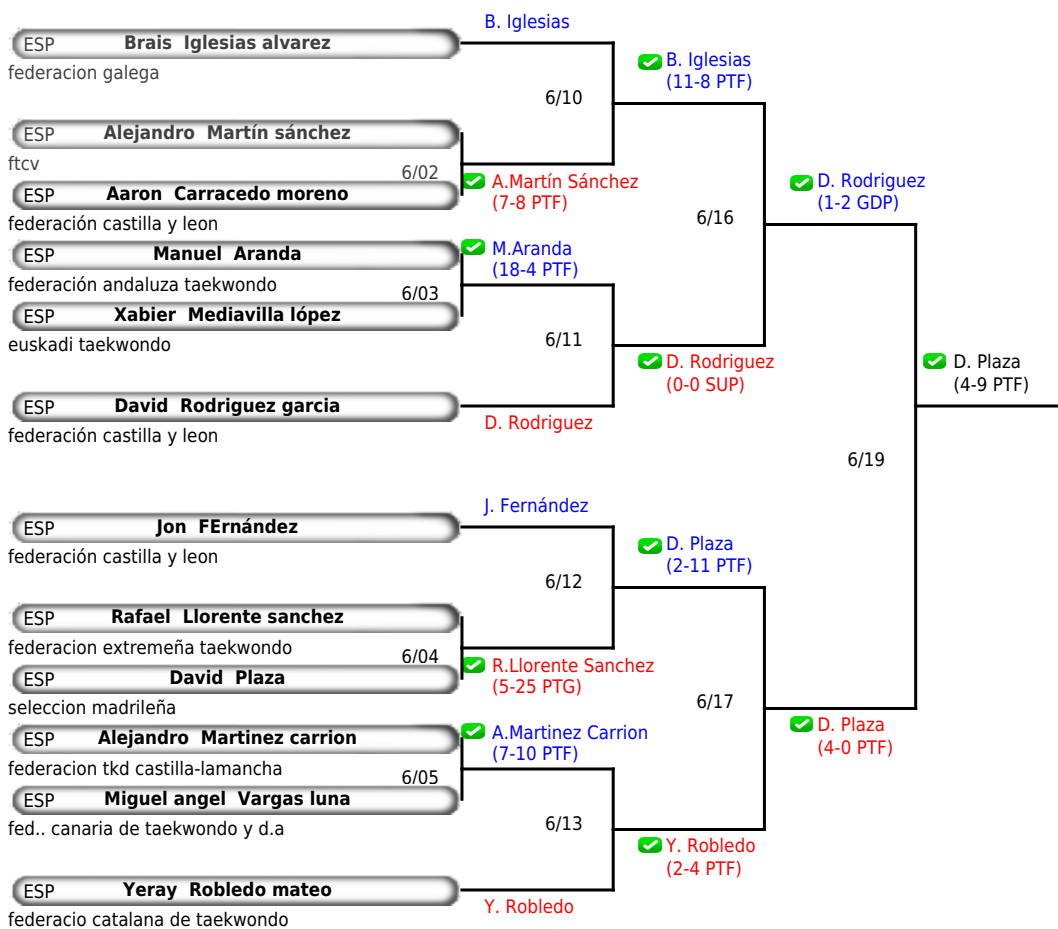 B. Iglesias
ESP Brais Iglesias alvarez
federacion galega
B. Iglesias
(11-8 PTF)
6/10
ESP Alejandro Martín sánchez
ftcv
6/02
A.Martín Sánchez
(7-8 PTF)
ESP Aaron Carracedo moreno
federación castilla y leon
D. Rodriguez
(1-2 GDP)
6/16
ESP Manuel Aranda
federación andaluza taekwondo
M.Aranda
(18-4 PTF)
6/03
ESP Xabier Mediavilla lópez
euskadi taekwondo
6/11
D. Rodriguez
(0-0 SUP)
D. Plaza
(4-9 PTF)
ESP David Rodriguez garcia
federación castilla y leon
D. Rodriguez
6/19
J. Fernández
ESP Jon FErnández
federación castilla y leon
D. Plaza
(2-11 PTF)
6/12
ESP Rafael Llorente sanchez
federacion extremeña taekwondo
6/04
R.Llorente Sanchez
(5-25 PTG)
ESP David Plaza
seleccion madrileña
6/17
D. Plaza
(4-0 PTF)
ESP Alejandro Martinez carrion
federacion tkd castilla-lamancha
A.Martinez Carrion
(7-10 PTF)
6/05
ESP Miguel angel Vargas luna
fed.. canaria de taekwondo y d.a
6/13
Y. Robledo
(2-4 PTF)
ESP Yeray Robledo mateo
federacio catalana de taekwondo
Y. Robledo